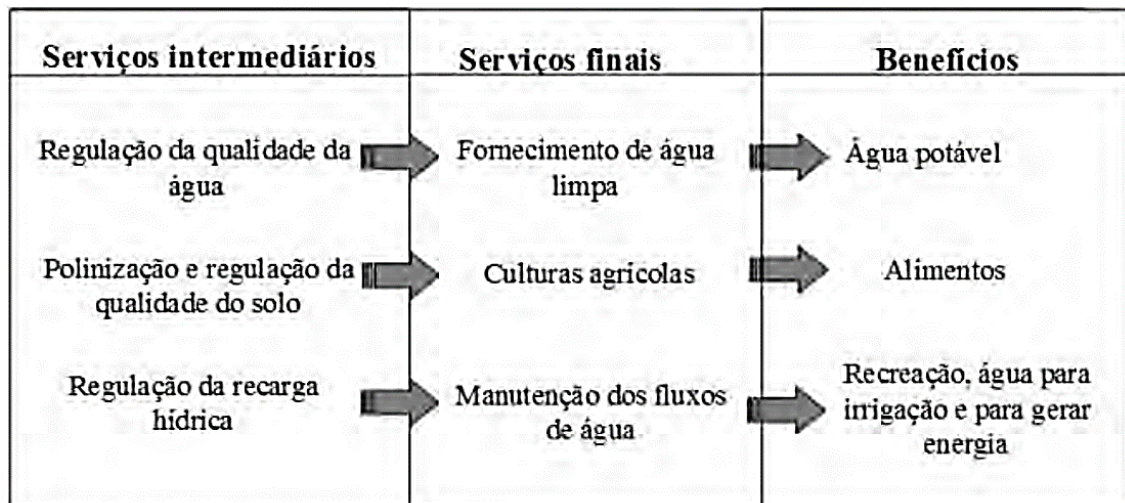 Serviços intermediários
Serviços finais
Benefícios
Regulação da qualidade da
água
Fornecimento de água
limpa
Água potável
Polinização e regulação da
qualidade do solo
Culturas agrícolas
Alimentos
Regulação da recarga
hídrica
Manutenção dos fluxos
de água
Recreação, água para
irrigação e para gerar
energia